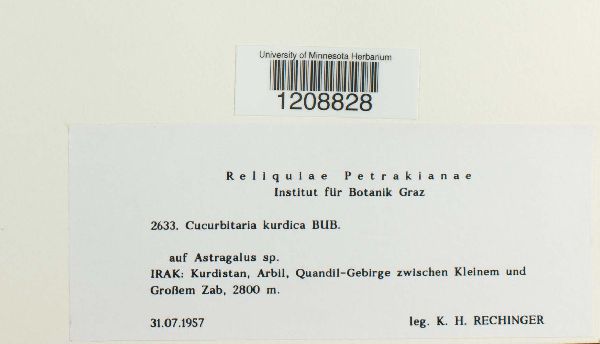 University of Minnesota Herbarium
1208828
Reliquiae Petrakianae
Institut für Botanik Graz
2633. Cucurbitaria kurdica BUB.
auf Astragalus sp.
IRAK: Kurdistan, Arbil, Quandil-Gebirge zwischen Kleinem und
Großem Zab, 2800 m.
31.07.1957 leg. K. H. RECHINGER